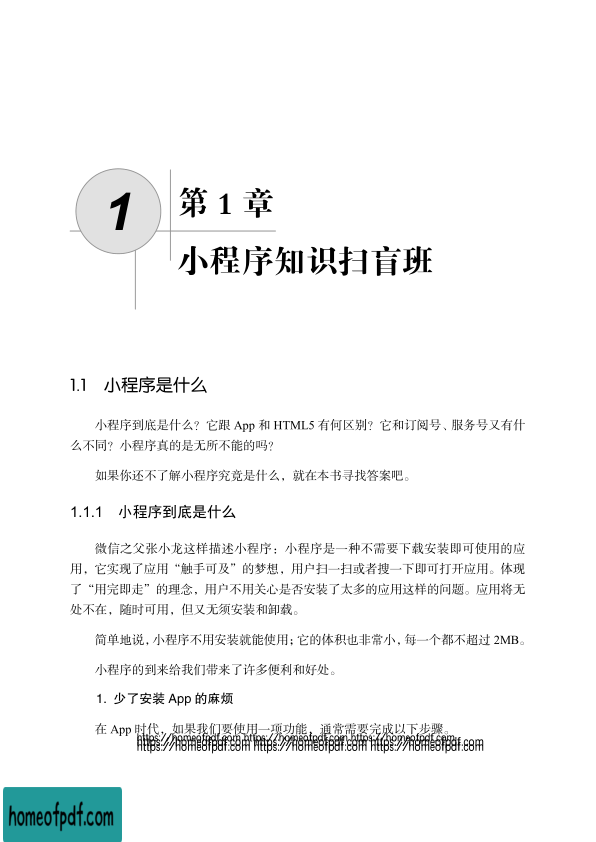 1
第 1 章
小程序知识扫盲班
1.1 小程序是什么
小程序到底是什么？它跟 App 和 HTML5 有何区别？它和订阅号、服务号又有什
么不同？小程序真的是无所不能的吗？
如果你还不了解小程序究竟是什么，就在本书寻找答案吧。
1.1.1 小程序到底是什么
微信之父张小龙这样描述小程序：小程序是一种不需要下载安装即可使用的应
用，它实现了应用“触手可及”的梦想，用户扫一扫或者搜一下即可打开应用。体现
了“用完即走”的理念，用户不用关心是否安装了太多的应用这样的问题。应用将无
处不在，随时可用，但又无须安装和卸载。
简单地说，小程序不用安装就能使用；它的体积也非常小，每一个都不超过 2MB。
小程序的到来给我们带来了许多便利和好处。
1. 少了安装 App 的麻烦
在 App 时代，如果我们要使用一项功能，通常需要完成以下步骤。
https://homeofpdf.com https://homeofpdf.com https://homeofpdf.com
https://homeofpdf.com https://homeofpdf.com https://homeofpdf.com
homeofpdf.com